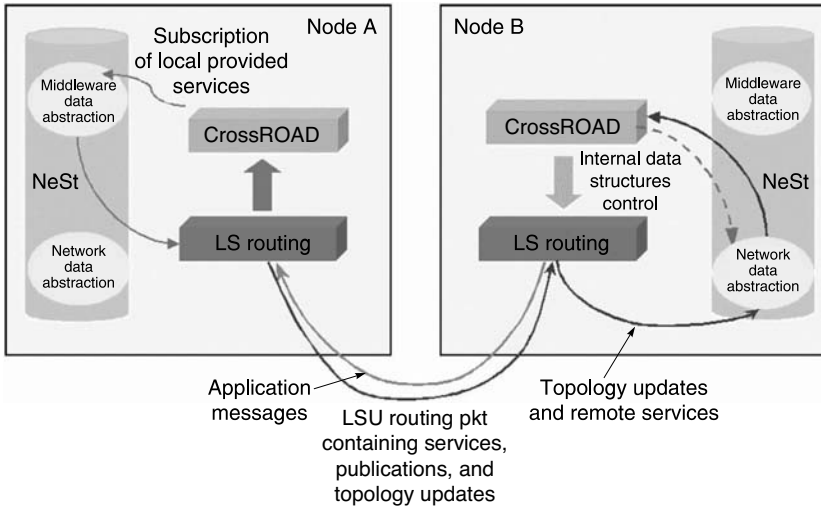 Node A
Subscription
of local provided
services
Middleware
data
abstraction
CrossROAD
NeSt
LS routing
Network
data
abstraction
Node B
Middleware
data
abstraction
CrossROAD
Internal data
structures
control
NeSt
LS routing
Network
data
abstraction
Application
messages
LSU routing pkt
containing services,
publications, and
topology updates
Topology updates
and remote services